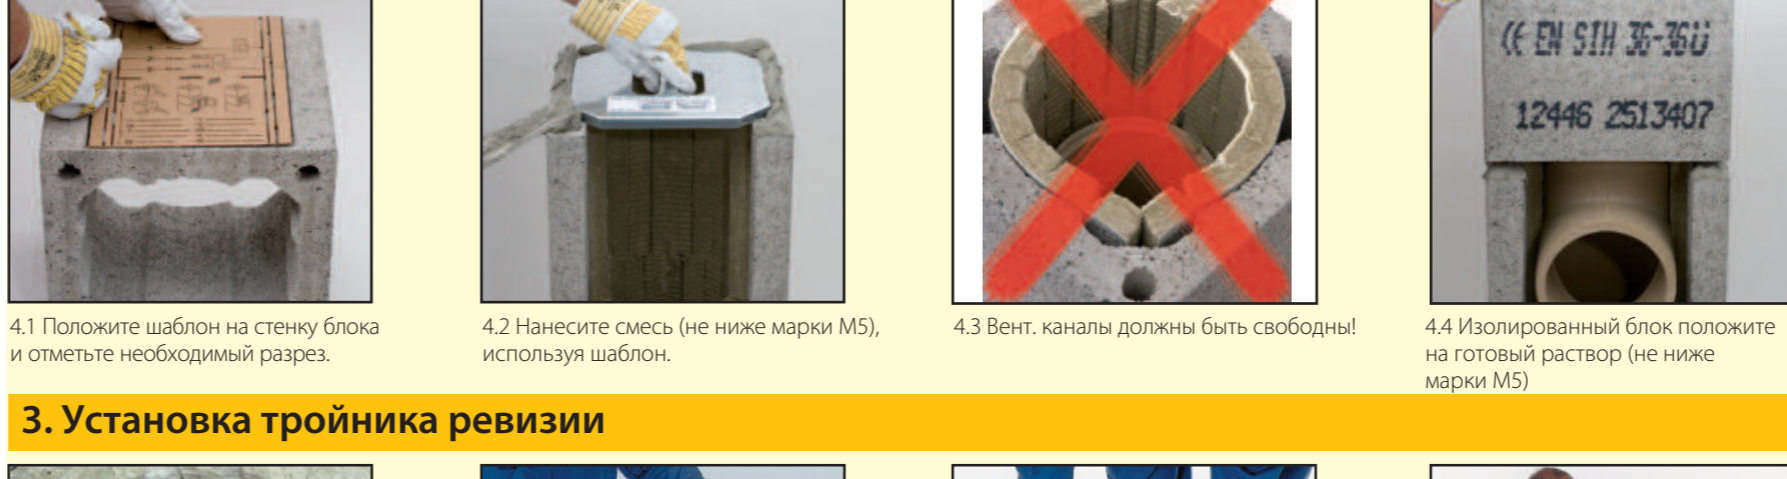 CE EN STH 36-36Ü
12446 2513407
4.1 Положите шаблон на стенку блока
и отметьте необходимый разрез.
4.2 Нанесите смесь (не ниже марки М5),
используя шаблон.
4.3 Вент. каналы должны быть свободны!
4.4 Изолированный блок положите
на готовый раствор (не ниже
марки М5)
3. Установка тройника ревизии